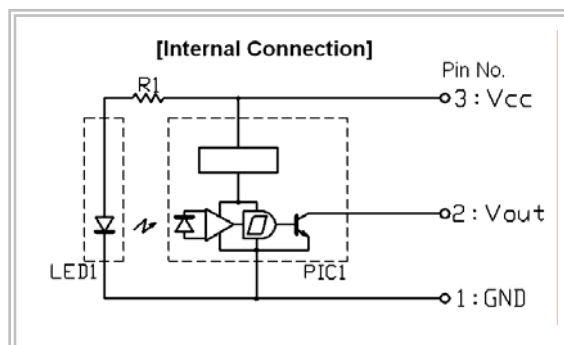 [Internal Connection]
R1
Pin No.
3 : Vcc
2 : Vout
LED1
PIC1
1 : GND